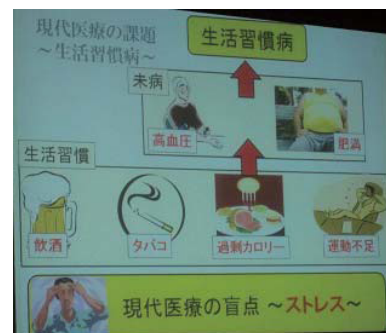 現代医療の課題
～生活習慣病～
生活習慣病
未病
高血圧
肥満
生活習慣
飲酒
タバコ
過剰カロリー
運動不足
現代医療の盲点 ～ストレス～